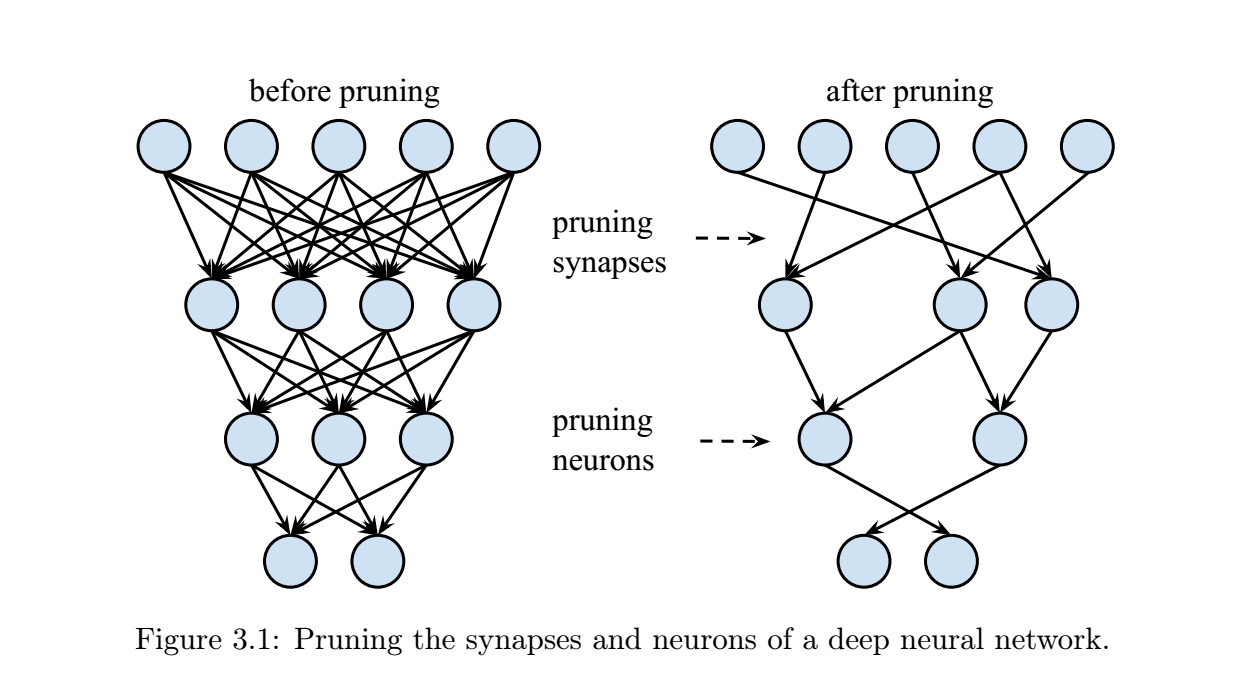 before pruning
after pruning
pruning
synapses
pruning
neurons
Figure 3.1: Pruning the synapses and neurons of a deep neural network.